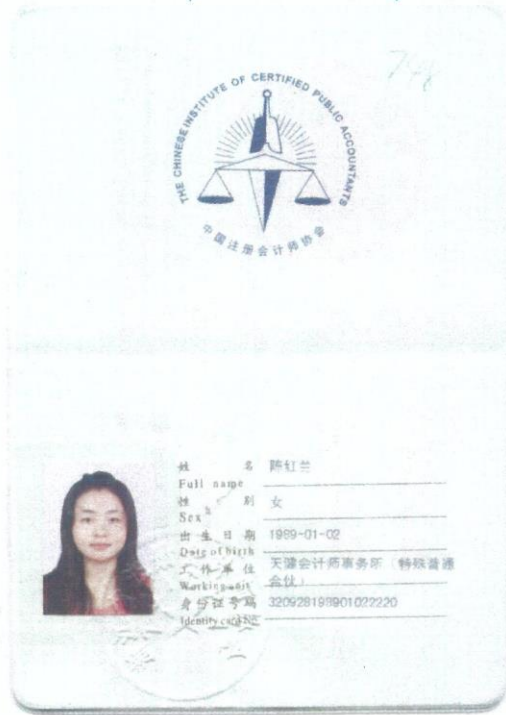 748
THE CHINESE INSTITUTE OF CERTIFIED PUBLIC ACCOUNTANTS
中国注册会计师协会
姓 名 陈红兰
Full name
性 别 女
Sex
出生日期 1989-01-02
Date of birth
工作单位 天健会计师事务所(特殊普通
Working unit 合伙)
身份证号码 320928198901022220
Identity card No.